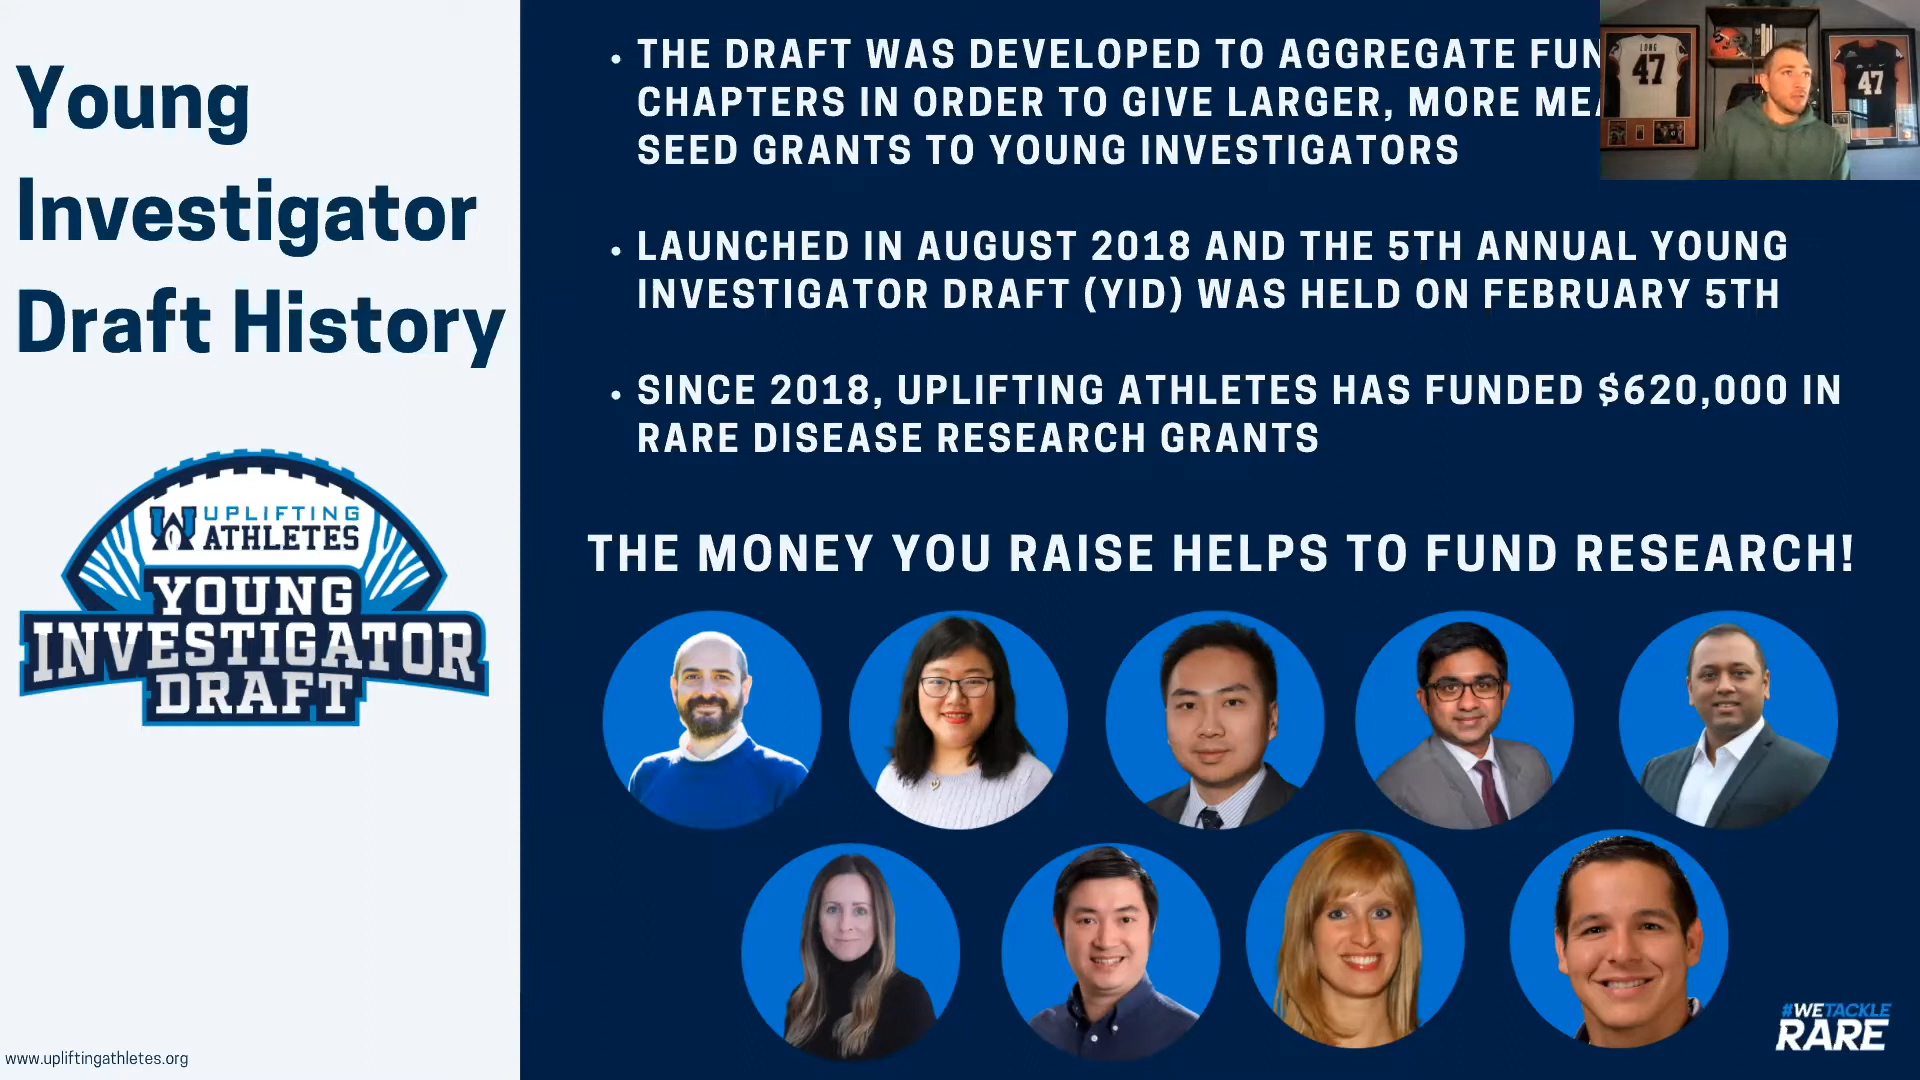 Young
Investigator
Draft History
UPLIFTING
ATHLETES
YOUNG
INVESTIGATOR
DRAFT
www.upliftingathletes.org
• THE DRAFT WAS DEVELOPED TO AGGREGATE FUN
CHAPTERS IN ORDER TO GIVE LARGER, MORE MEA
SEED GRANTS TO YOUNG INVESTIGATORS
• LAUNCHED IN AUGUST 2018 AND THE 5TH ANNUAL YOUNG
INVESTIGATOR DRAFT (YID) WAS HELD ON FEBRUARY 5TH
• SINCE 2018, UPLIFTING ATHLETES HAS FUNDED $620,000 IN
RARE DISEASE RESEARCH GRANTS
THE MONEY YOU RAISE HELPS TO FUND RESEARCH!
LONG
47
47
#WETACKLE
RARE